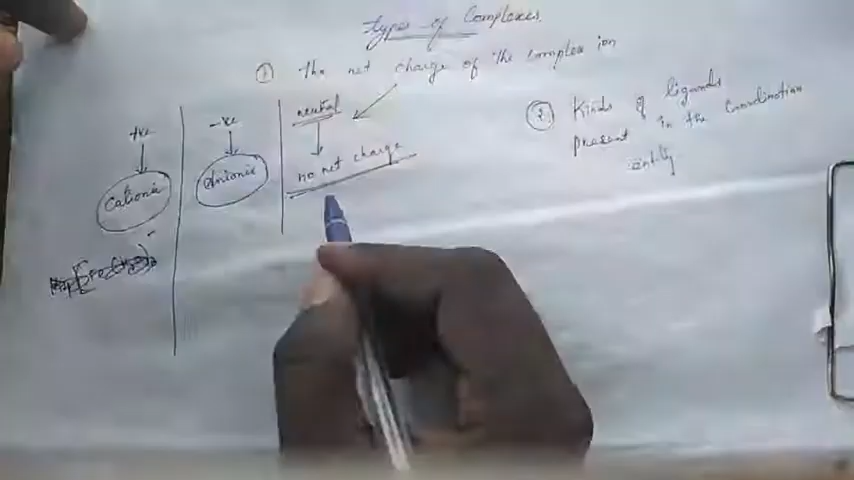 Types of Complexes
① The net charge of the complex ion
+ve
Cationic
-ve
Anionic
neutral
no net charge
② Kinds of ligands
present in the Coordination
entity